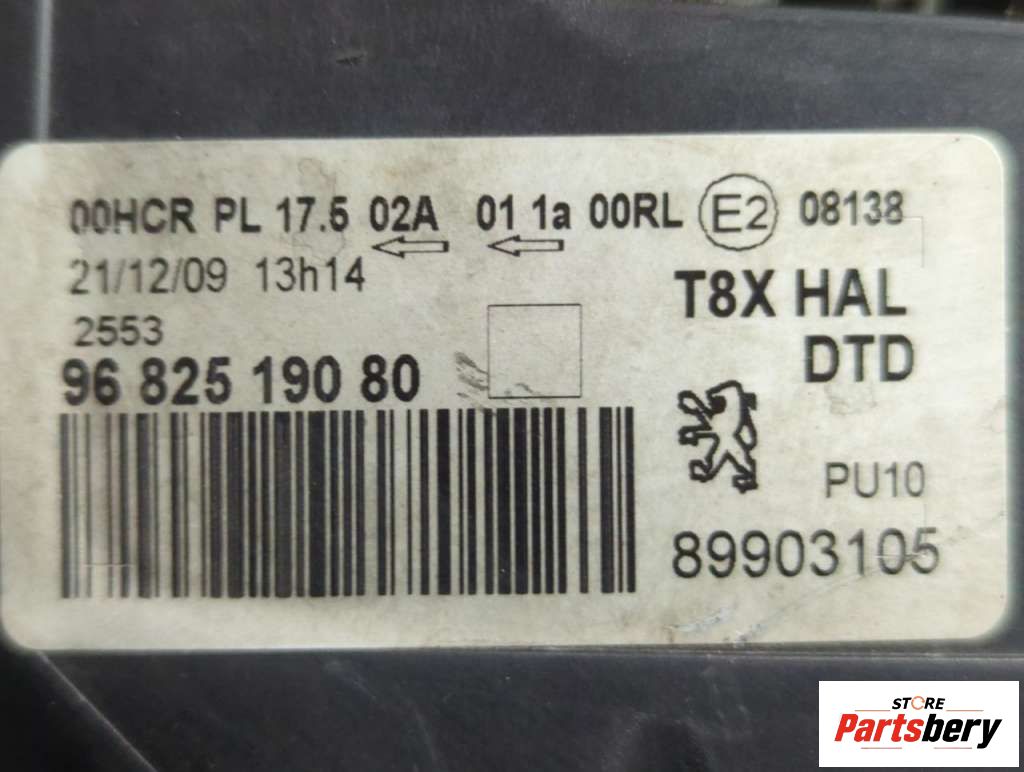 00HCR PL 17.5 02A 01 1a 00RL E2 08138
21/12/09 13h14
2553
96 825 190 80
T8X HAL
DTD
PU10
89903105
STORE
Partsbery